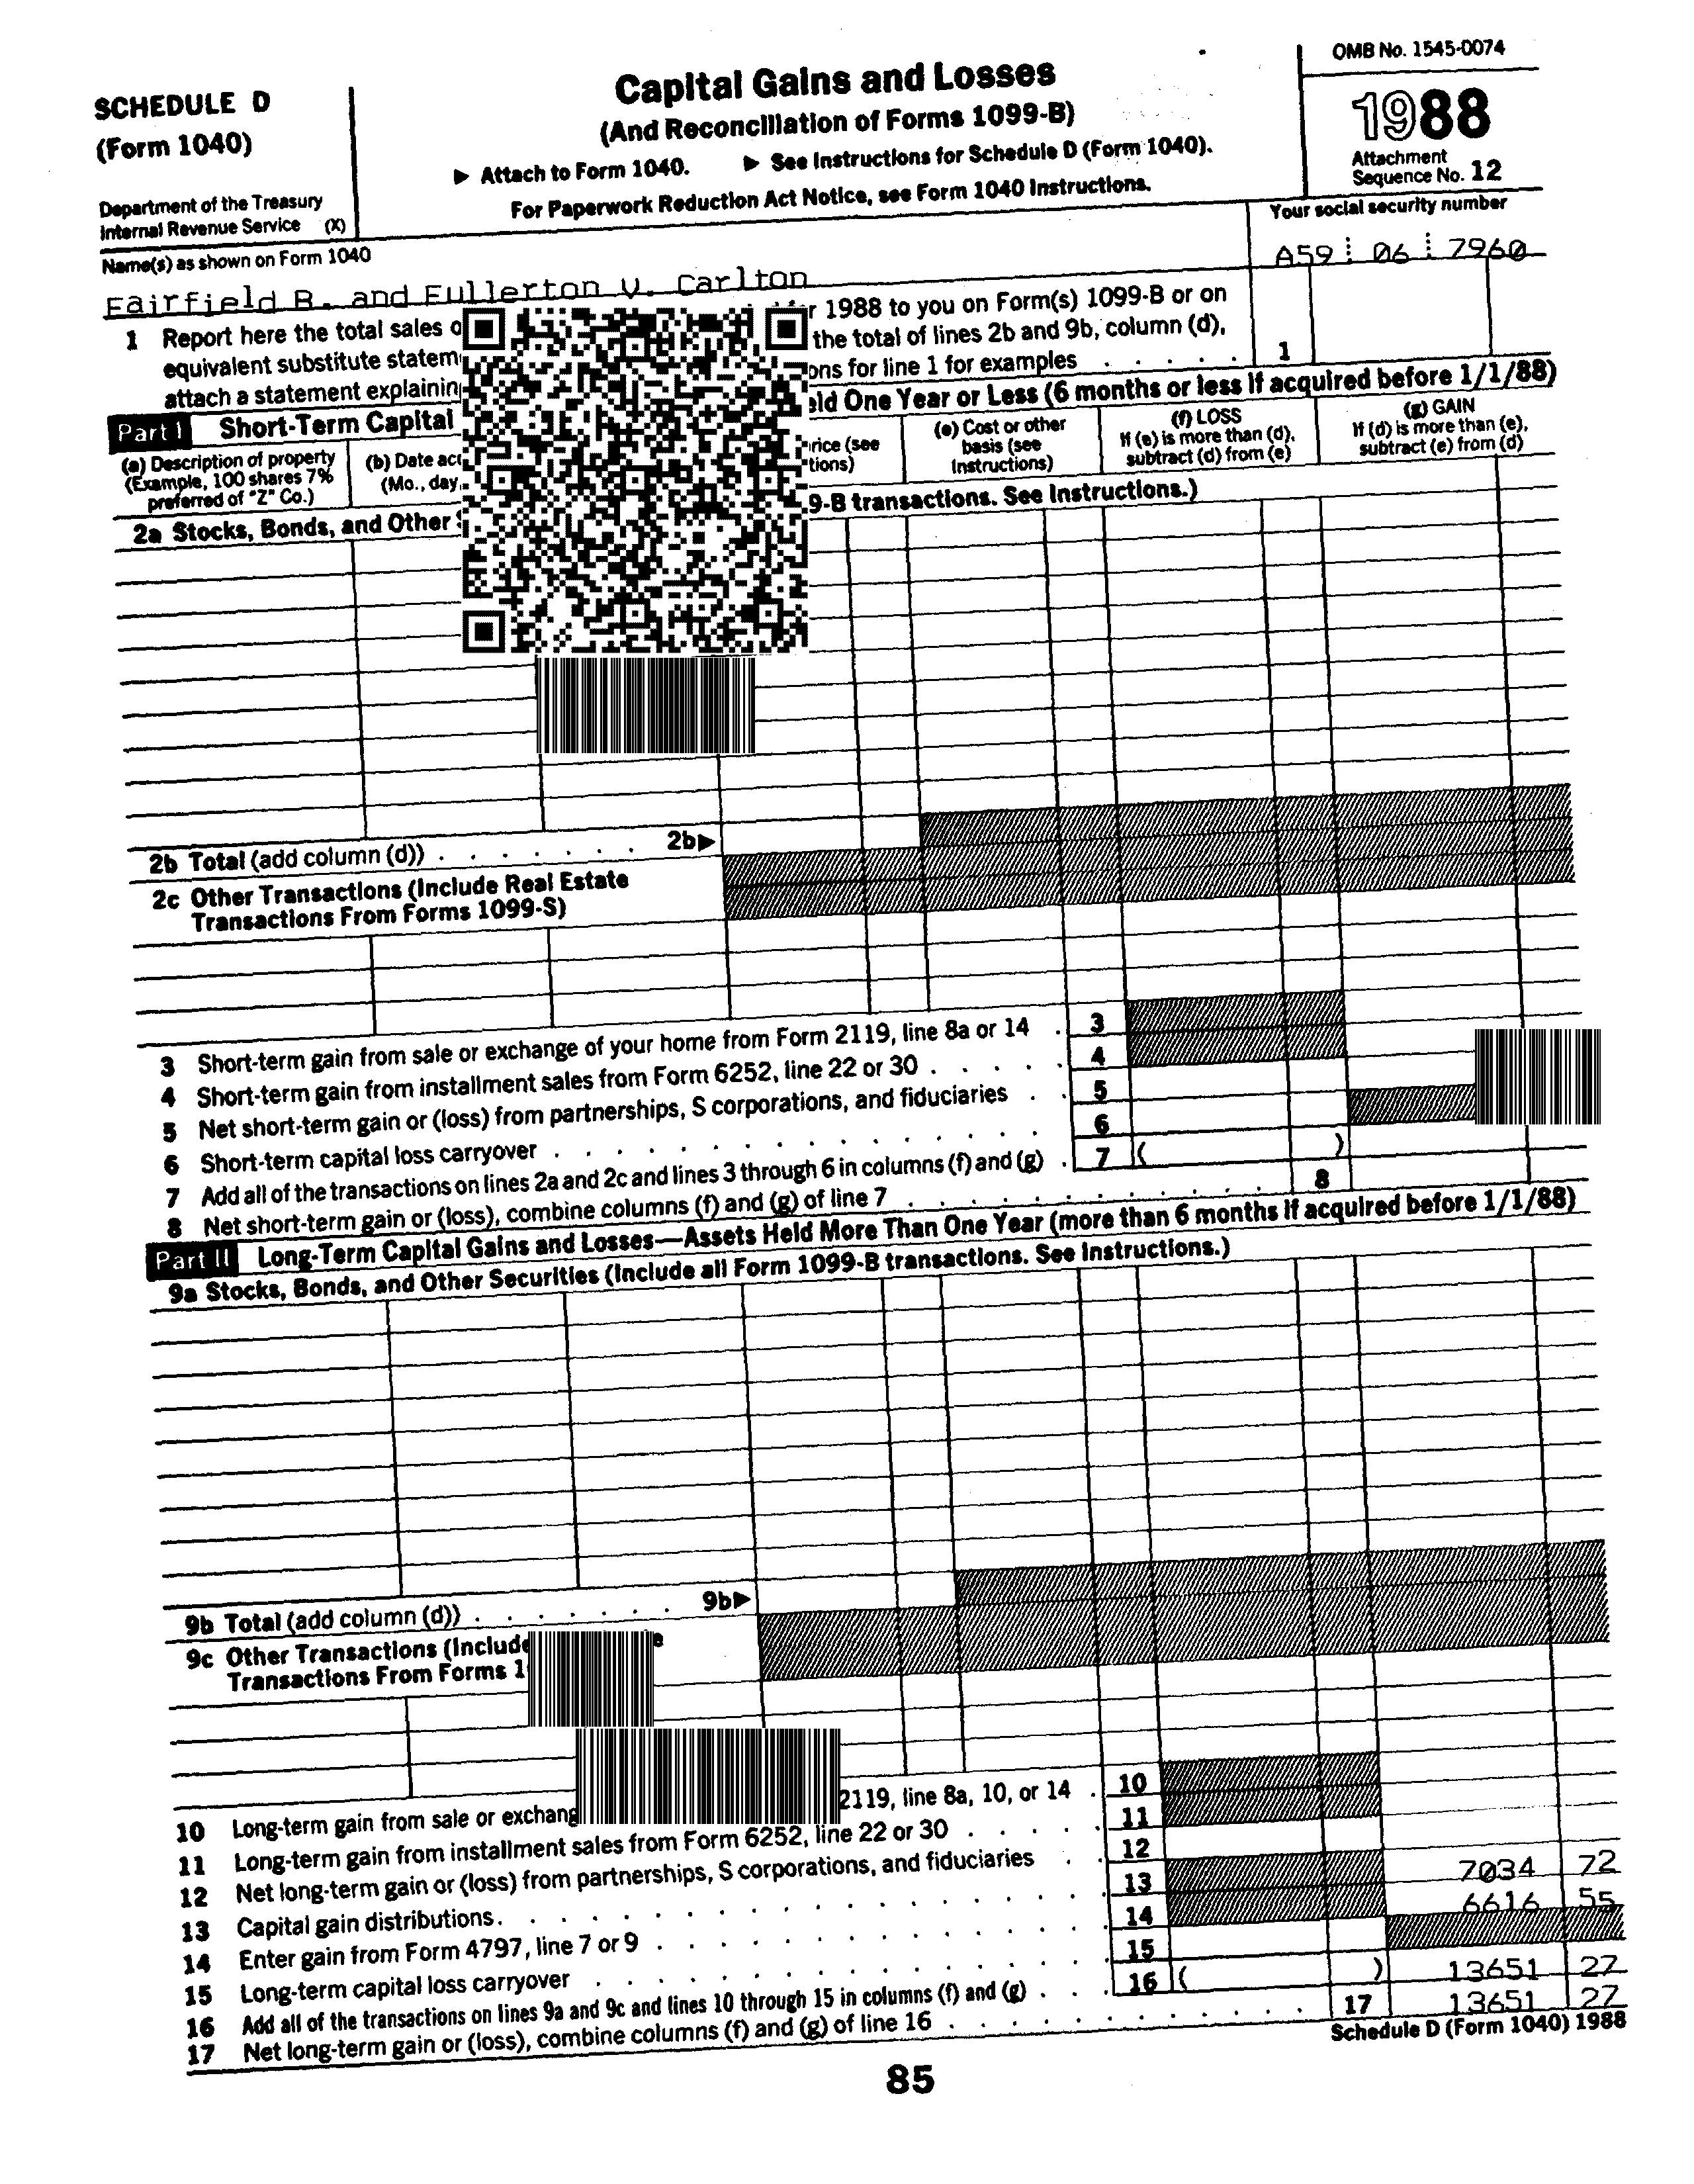 SCHEDULE D
(Form 1040)
Department of the Treasury
Internal Revenue Service (X)
Capital Gains and Losses
(And Reconciliation of Forms 1099-B)
▶ Attach to Form 1040. ▶ See Instructions for Schedule D (Form 1040).
For Paperwork Reduction Act Notice, see Form 1040 Instructions.
OMB No. 1545-0074
1988
Attachment
Sequence No. 12
Name(s) as shown on Form 1040
Your social security number
Fairfield B. and Fullerton V. Carlton
A59 06 7960
1 Report here the total sales o r 1988 to you on Form(s) 1099-B or on
equivalent substitute statem the total of lines 2b and 9b, column (d),
attach a statement explainin ons for line 1 for examples . . . . . 1
Part I Short-Term Capital eld One Year or Less (6 months or less if acquired before 1/1/88)
(a) Description of property
(Example, 100 shares 7%
preferred of "Z" Co.)
(b) Date acq
(Mo., day,
rice (see
tions)
(e) Cost or other
basis (see
instructions)
(f) LOSS
If (e) is more than (d),
subtract (d) from (e)
(g) GAIN
If (d) is more than (e),
subtract (e) from (d)
2a Stocks, Bonds, and Other 9-B transactions. See Instructions.)
2b Total (add column (d)) . . . . . . . 2b▶
2c Other Transactions (Include Real Estate
Transactions From Forms 1099-S)
3 Short-term gain from sale or exchange of your home from Form 2119, line 8a or 14 . 3
4 Short-term gain from installment sales from Form 6252, line 22 or 30 . . . . . 4
5 Net short-term gain or (loss) from partnerships, S corporations, and fiduciaries . . 5
6 Short-term capital loss carryover . . . . . . . . . . . . . . . 6
7 Add all of the transactions on lines 2a and 2c and lines 3 through 6 in columns (f) and (g) . 7 ( )
8 Net short-term gain or (loss), combine columns (f) and (g) of line 7 . . . . . . . . . . . . 8
Part II Long-Term Capital Gains and Losses—Assets Held More Than One Year (more than 6 months if acquired before 1/1/88)
9a Stocks, Bonds, and Other Securities (Include all Form 1099-B transactions. See Instructions.)
9b Total (add column (d)) . . . . . . . 9b▶
9c Other Transactions (Include e
Transactions From Forms 1
10 Long-term gain from sale or exchang 2119, line 8a, 10, or 14 . 10
11 Long-term gain from installment sales from Form 6252, line 22 or 30 . . . . . 11
12 Net long-term gain or (loss) from partnerships, S corporations, and fiduciaries . . 12
13 Capital gain distributions. . . . . . . . . . . . . . . . . 13 7034 72
14 Enter gain from Form 4797, line 7 or 9 . . . . . . . . . . . . 14 6616 55
15 Long-term capital loss carryover . . . . . . . . . . . . . . 15
16 Add all of the transactions on lines 9a and 9c and lines 10 through 15 in columns (f) and (g) . . . 16 ( ) 13651 27
17 Net long-term gain or (loss), combine columns (f) and (g) of line 16 . . . . . . . . . . . 17 13651 27
Schedule D (Form 1040) 1988
85